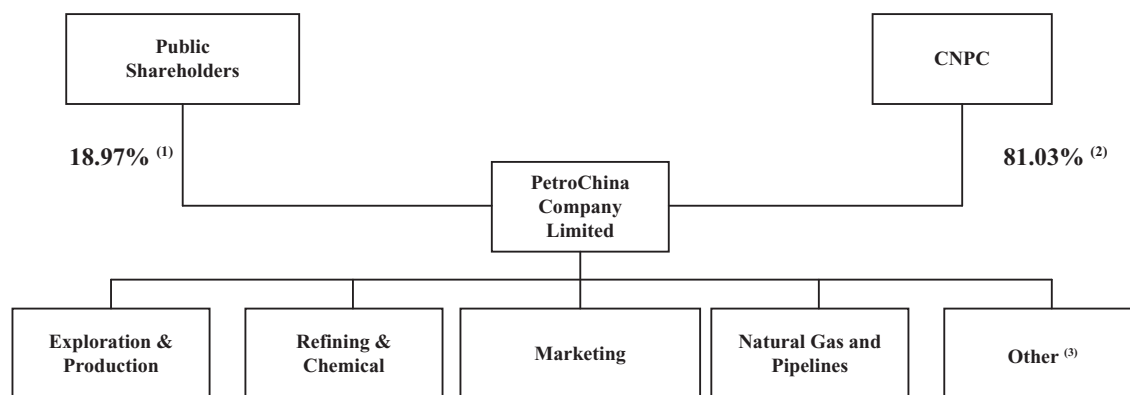 Public
Shareholders
CNPC
18.97% (1)
81.03% (2)
PetroChina
Company
Limited
Exploration &
Production
Refining &
Chemical
Marketing
Natural Gas and
Pipelines
Other (3)